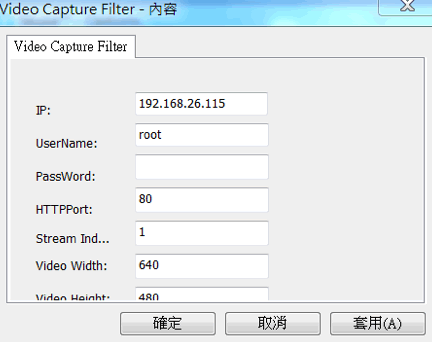 Video Capture Filter - 內容
Video Capture Filter
IP: 192.168.26.115
UserName: root
PassWord:
HTTPPort: 80
Stream Ind... 1
Video Width: 640
Video Height: 480
確定 取消 套用(A)